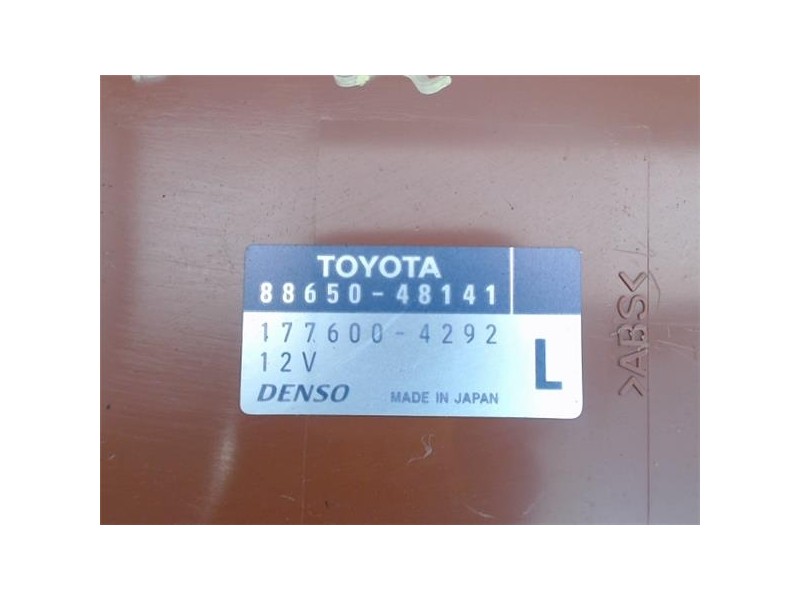 TOYOTA
88650-48141
177600-4292
12V
L
DENSO MADE IN JAPAN
>ABS<